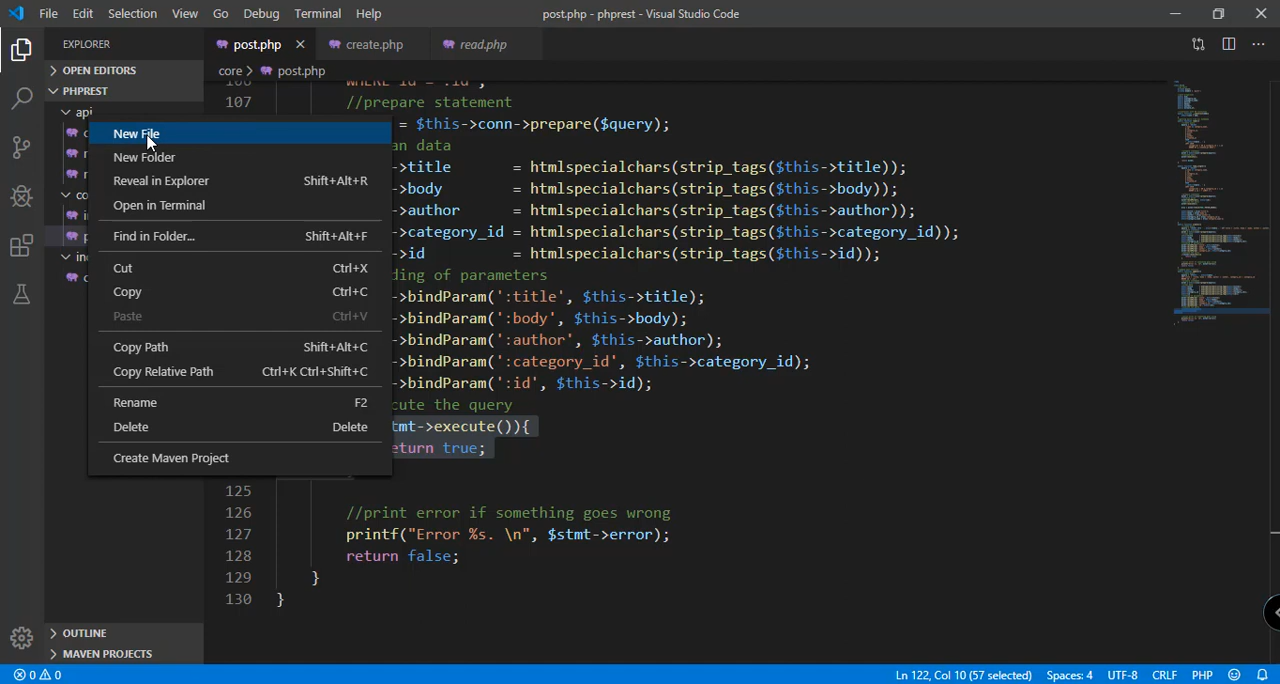 File Edit Selection View Go Debug Terminal Help
post.php - phprest - Visual Studio Code
EXPLORER
post.php
create.php
read.php
OPEN EDITORS
core > post.php
PHPREST
107 //prepare statement
api
New File
= $this->conn->prepare($query);
an data
New Folder
->title = htmlspecialchars(strip_tags($this->title));
Reveal in Explorer Shift+Alt+R
->body = htmlspecialchars(strip_tags($this->body));
Open in Terminal
->author = htmlspecialchars(strip_tags($this->author));
Find in Folder... Shift+Alt+F
->category_id = htmlspecialchars(strip_tags($this->category_id));
->id = htmlspecialchars(strip_tags($this->id));
Cut Ctrl+X
ding of parameters
Copy Ctrl+C
->bindParam(':title', $this->title);
Paste Ctrl+V
->bindParam(':body', $this->body);
Copy Path Shift+Alt+C
->bindParam(':author', $this->author);
->bindParam(':category_id', $this->category_id);
Copy Relative Path Ctrl+K Ctrl+Shift+C
->bindParam(':id', $this->id);
Rename F2
cute the query
Delete Delete
tmt->execute()){
eturn true;
Create Maven Project
125
126 //print error if something goes wrong
127 printf("Error %s. \n", $stmt->error);
128 return false;
129 }
130 }
OUTLINE
MAVEN PROJECTS
0 0
Ln 122, Col 10 (57 selected) Spaces: 4 UTF-8 CRLF PHP